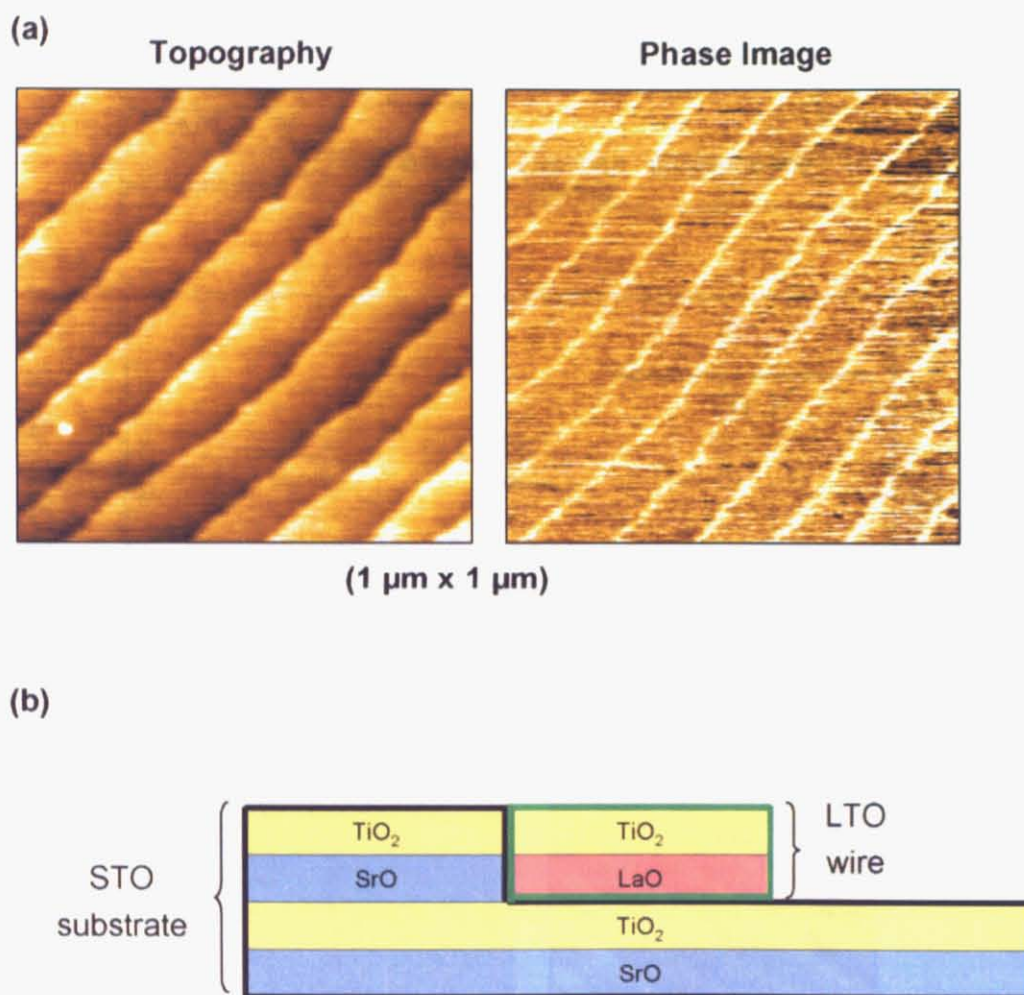 (a)
Topography
Phase Image
(1 µm x 1 µm)
(b)
TiO₂
TiO₂
LTO
wire
STO
substrate
SrO
LaO
TiO₂
SrO